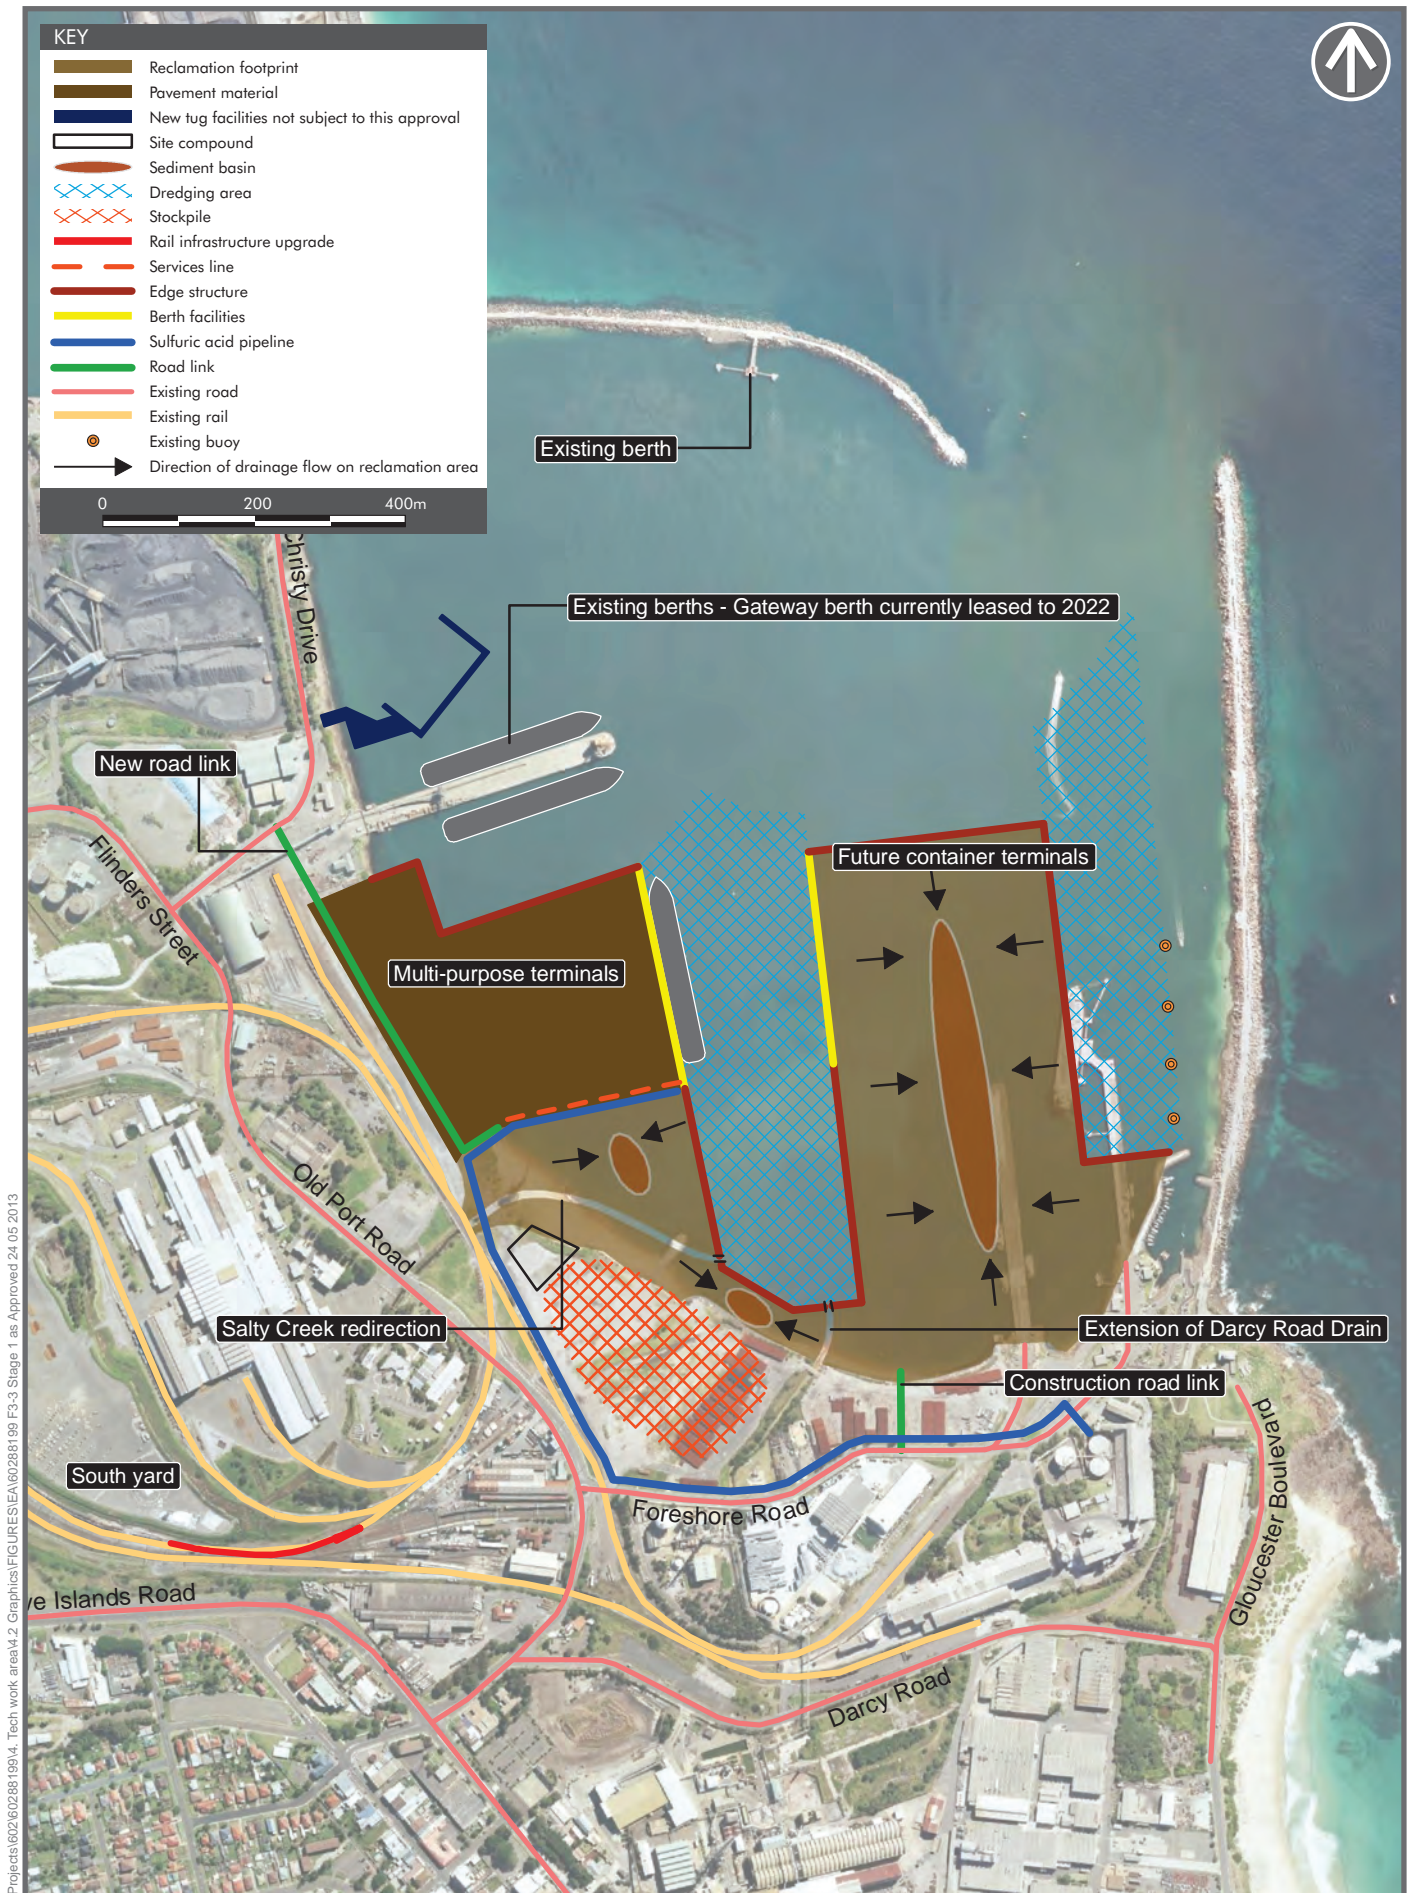 KEY
Reclamation footprint
Pavement material
New tug facilities not subject to this approval
Site compound
Sediment basin
Dredging area
Stockpile
Rail infrastructure upgrade
Services line
Edge structure
Berth facilities
Sulfuric acid pipeline
Road link
Existing road
Existing rail
Existing buoy
Direction of drainage flow on reclamation area
0 200 400m
Existing berth
Christy Drive
Existing berths - Gateway berth currently leased to 2022
New road link
Flinders Street
Future container terminals
Multi-purpose terminals
Old Port Road
Salty Creek redirection
Extension of Darcy Road Drain
Construction road link
South yard
Foreshore Road
Gloucester Boulevard
ve Islands Road
Darcy Road
Projects\602\60288199\4. Tech work area\4.2 Graphics\FIGURES\EA\60288199 F3-3 Stage 1 as Approved 24 05 2013